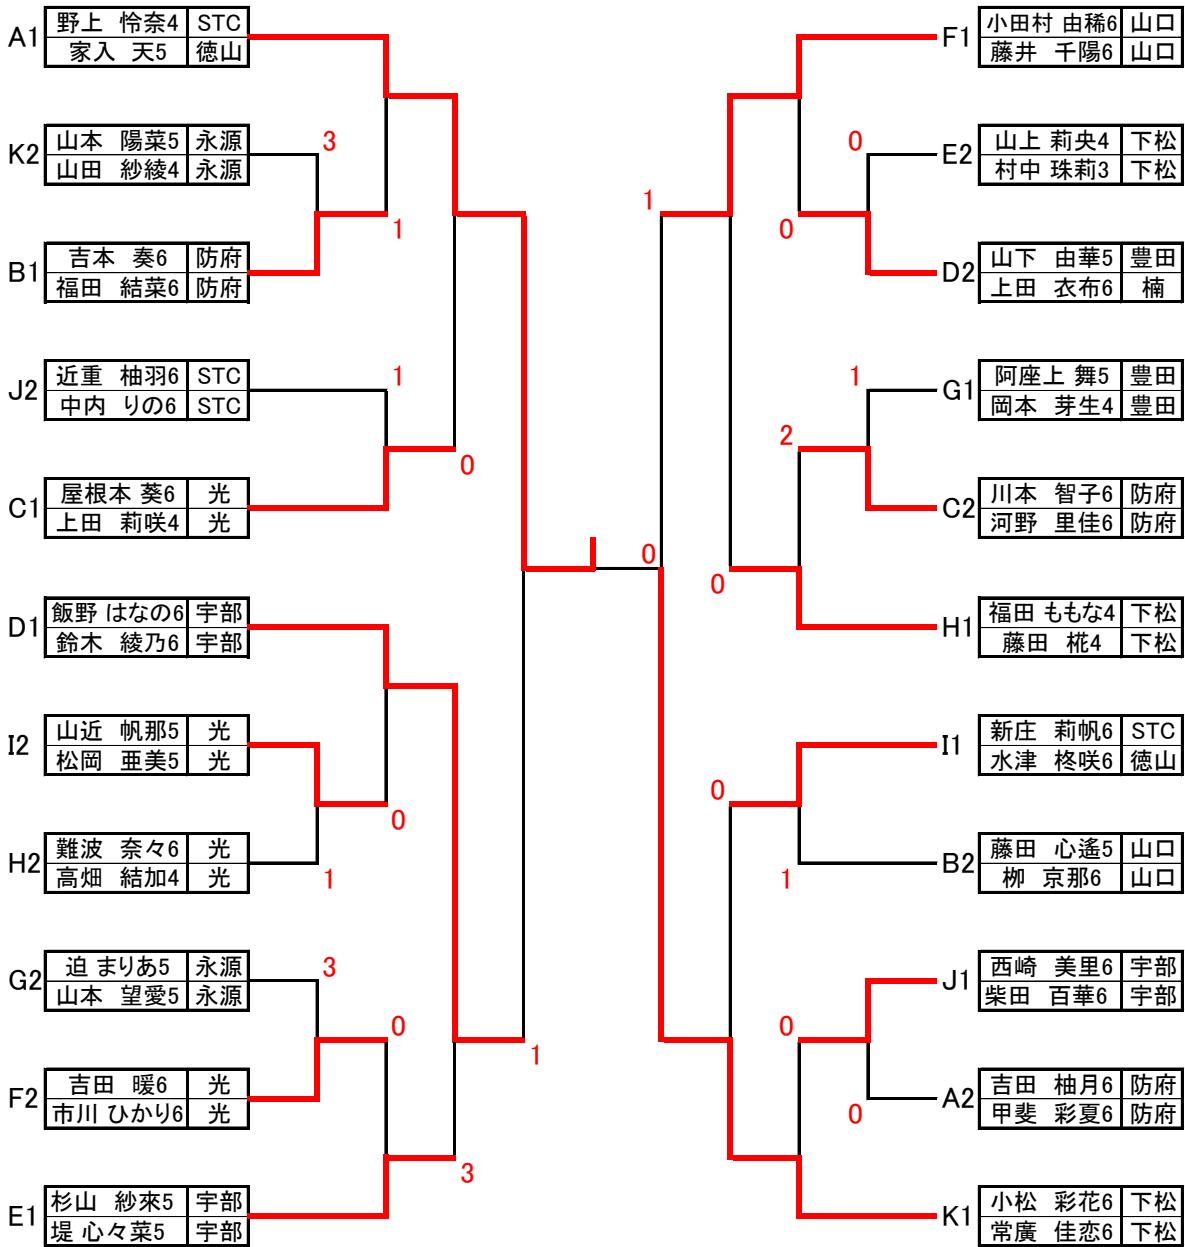 A1 野上 怜奈4 STC
家入 天5 徳山
K2 山本 陽菜5 永源
山田 紗綾4 永源
3
1
B1 吉本 奏6 防府
福田 結菜6 防府
J2 近重 柚羽6 STC
中内 りの6 STC
1
0
C1 屋根本 葵6 光
上田 莉咲4 光
D1 飯野 はなの6 宇部
鈴木 綾乃6 宇部
I2 山近 帆那5 光
松岡 亜美5 光
0
H2 難波 奈々6 光
高畑 結加4 光
1
G2 迫 まりあ5 永源
山本 望愛5 永源
3
0
1
F2 吉田 暖6 光
市川 ひかり6 光
3
E1 杉山 紗來5 宇部
堤 心々菜5 宇部
0
F1 小田村 由稀6 山口
藤井 千陽6 山口
0
E2 山上 莉央4 下松
村中 珠莉3 下松
1
0
D2 山下 由華5 豊田
上田 衣布6 楠
1
G1 阿座上 舞5 豊田
岡本 芽生4 豊田
2
C2 川本 智子6 防府
河野 里佳6 防府
0
H1 福田 ももな4 下松
藤田 椛4 下松
I1 新庄 莉帆6 STC
水津 柊咲6 徳山
0
B2 藤田 心遙5 山口
栁 京那6 山口
1
J1 西崎 美里6 宇部
柴田 百華6 宇部
0
A2 吉田 柚月6 防府
甲斐 彩夏6 防府
0
K1 小松 彩花6 下松
常廣 佳恋6 下松